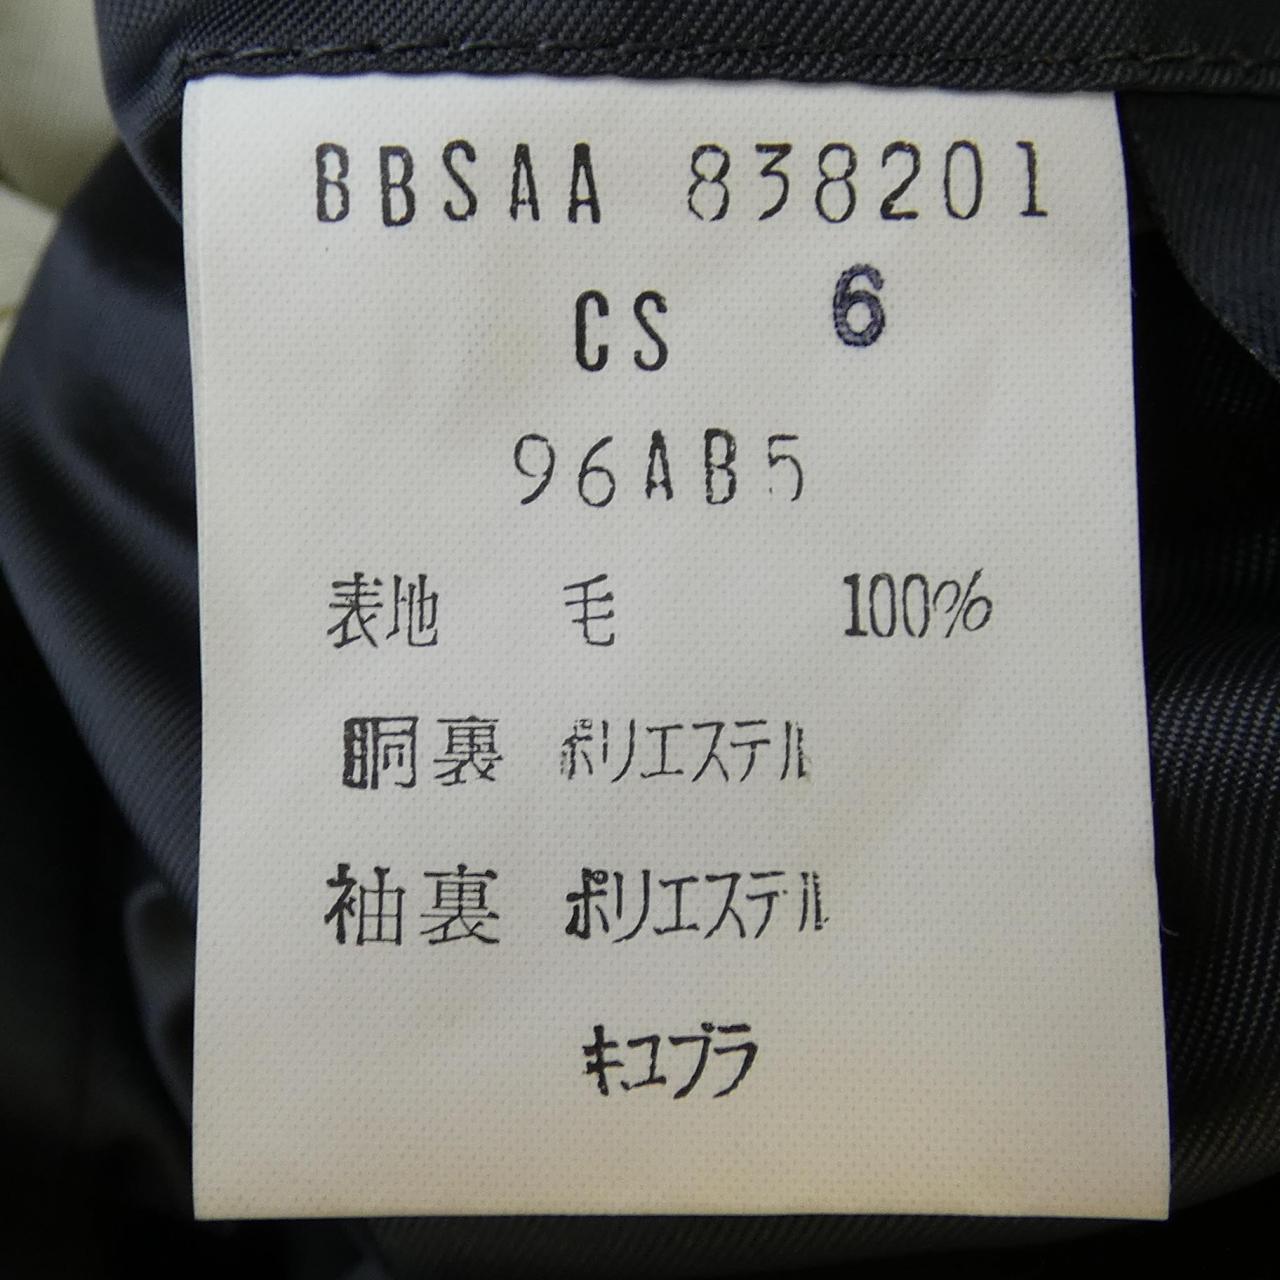 BBSAA 838201
CS 6
96AB5
表地 毛 100%
胴裏 ポリエステル
袖裏 ポリエステル
キュプラ